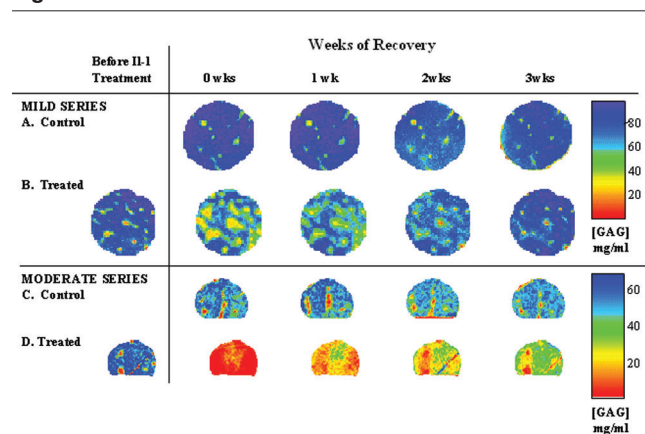 Weeks of Recovery
Before Il-1
Treatment
0 wks
1 wk
2wks
3wks
MILD SERIES
A. Control
80
60
40
20
B. Treated
[GAG]
mg/ml
MODERATE SERIES
C. Control
60
40
20
D. Treated
[GAG]
mg/ml